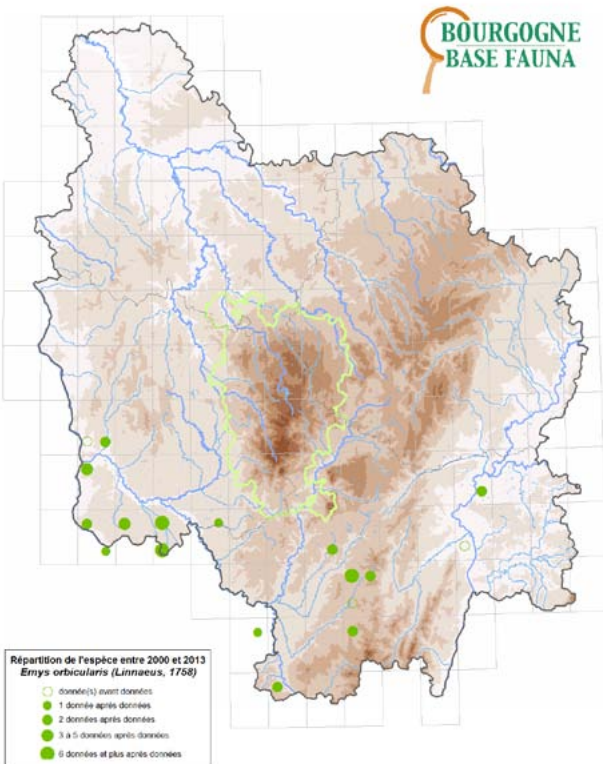 BOURGOGNE
BASE FAUNA
Répartition de l'espèce entre 2000 et 2013
Emys orbicularis (Linnaeus, 1758)
donnée(s) avant données
1 donnée après données
2 données après données
3 à 5 données après données
6 données et plus après données